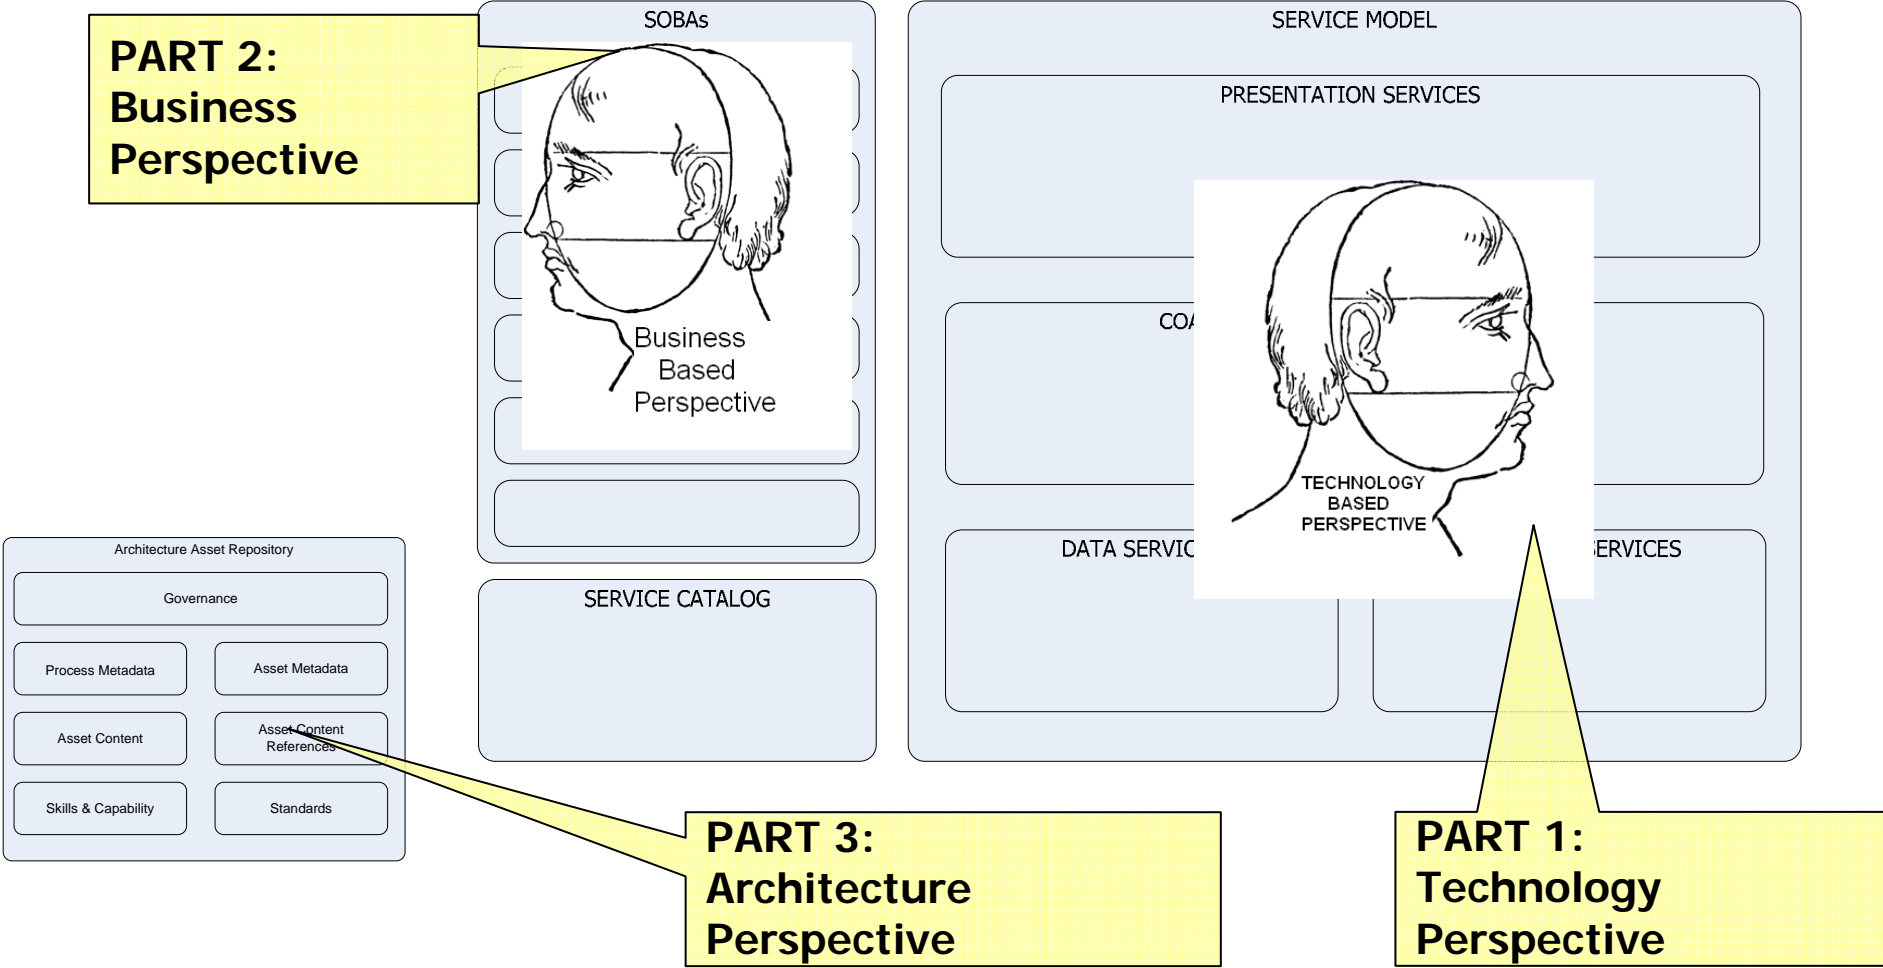 SOBAs
SERVICE MODEL
PART 2:
Business
Perspective
PRESENTATION SERVICES
Business
Based
Perspective
TECHNOLOGY
BASED
PERSPECTIVE
DATA
SERVICE CATALOG
Architecture Asset Repository
Governance
Process Metadata
Asset Metadata
Asset Content
Asset Content
References
Skills & Capability
Standards
PART 3:
Architecture
Perspective
PART 1:
Technology
Perspective